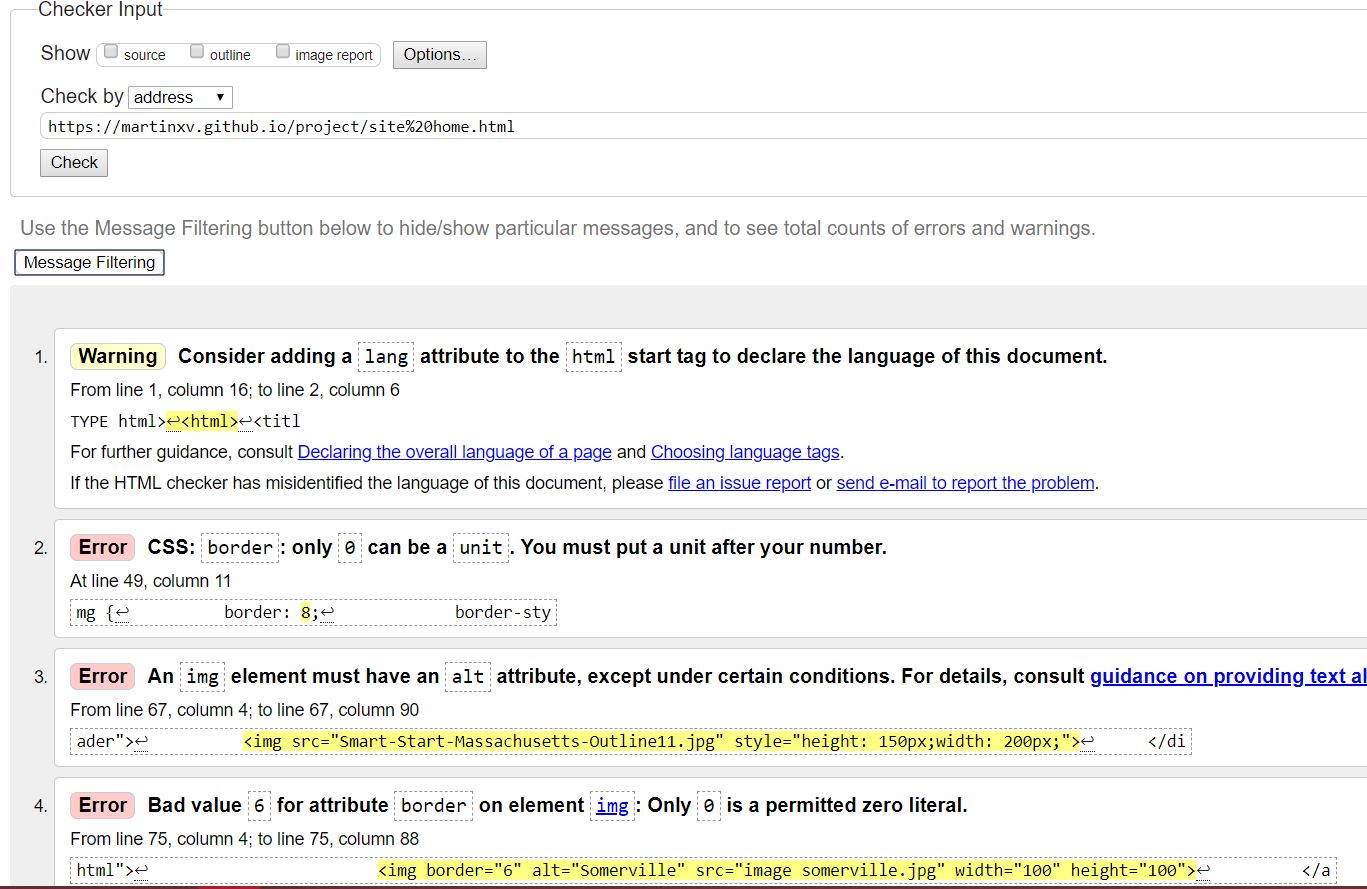 Checker Input
Show source outline image report Options...
Check by address ▼
https://martinxv.github.io/project/site%20home.html
Check
Use the Message Filtering button below to hide/show particular messages, and to see total counts of errors and warnings.
Message Filtering
1. Warning Consider adding a lang attribute to the html start tag to declare the language of this document.
From line 1, column 16; to line 2, column 6
TYPE html>↩<html>↩<titl
For further guidance, consult Declaring the overall language of a page and Choosing language tags.
If the HTML checker has misidentified the language of this document, please file an issue report or send e-mail to report the problem.
2. Error CSS: border: only 0 can be a unit. You must put a unit after your number.
At line 49, column 11
mg {↩ border: 8;↩ border-sty
3. Error An img element must have an alt attribute, except under certain conditions. For details, consult guidance on providing text al
From line 67, column 4; to line 67, column 90
ader">↩ <img src="Smart-Start-Massachusetts-Outline11.jpg" style="height: 150px;width: 200px;">↩ </di
4. Error Bad value 6 for attribute border on element img: Only 0 is a permitted zero literal.
From line 75, column 4; to line 75, column 88
html">↩ <img border="6" alt="Somerville" src="image somerville.jpg" width="100" height="100">↩ </a